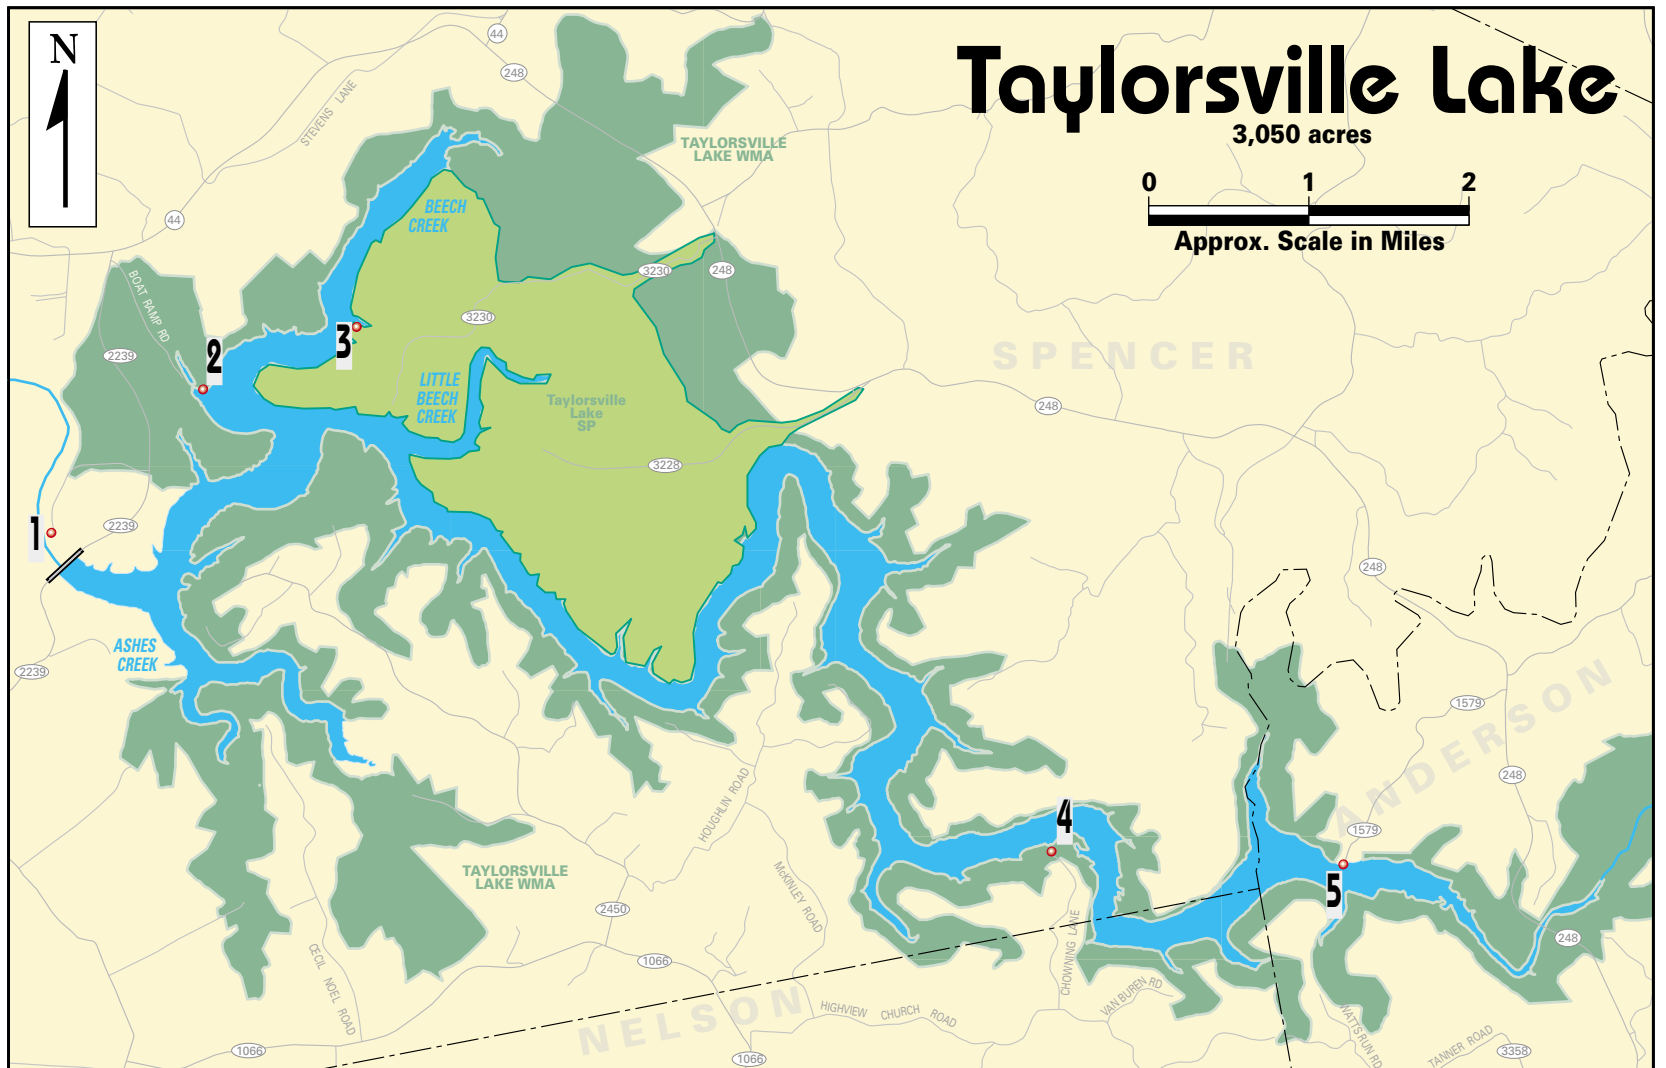 N
Taylorsville Lake
3,050 acres
0 1 2
Approx. Scale in Miles
44
248
STEVENS LANE
TAYLORSVILLE
LAKE WMA
44
BEECH
CREEK
BOAT RAMP RD
3230
248
3230
2239
2
3
SPENCER
LITTLE
BEECH
CREEK
Taylorsville
Lake
SP
248
3228
1
2239
248
ASHES
CREEK
2239
1579
ANDERSON
248
HOUGHLIN ROAD
4
1579
TAYLORSVILLE
LAKE WMA
McKINLEY ROAD
5
2450
CHOWNING LANE
248
CECIL NOEL ROAD
1066
VAN BUREN RD
NELSON
HIGHVIEW CHURCH ROAD
WATTS RUN RD
TANNER ROAD
1066
1066
3358